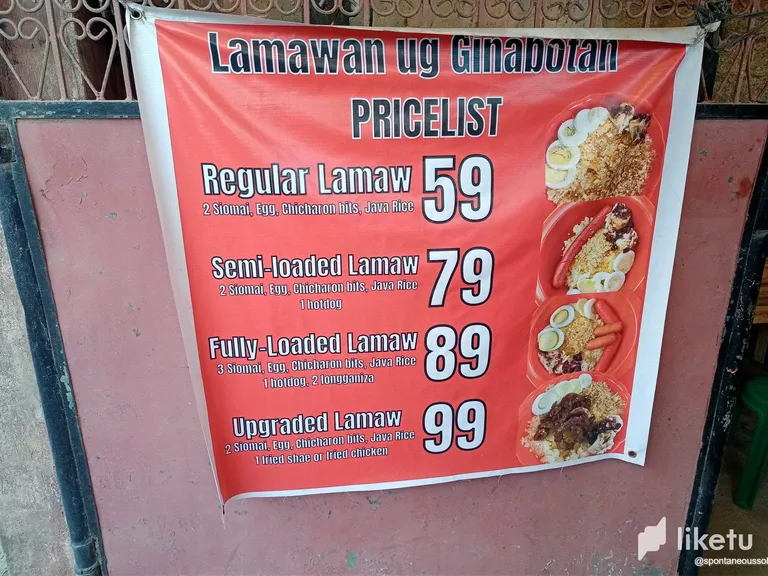 Lamawan ug Ginabotan
PRICELIST
Regular Lamaw 59
2 Siomai, Egg, Chicharon bits, Java Rice
Semi-loaded Lamaw 79
2 Siomai, Egg, Chicharon bits, Java Rice
1 hotdog
Fully-Loaded Lamaw 89
3 Siomai, Egg, Chicharon bits, Java Rice
1 hotdog, 2 longganiza
Upgraded Lamaw 99
2 Siomai, Egg, Chicharon bits, Java Rice
1 fried shae or fried chicken
liketu
@spontaneoussol